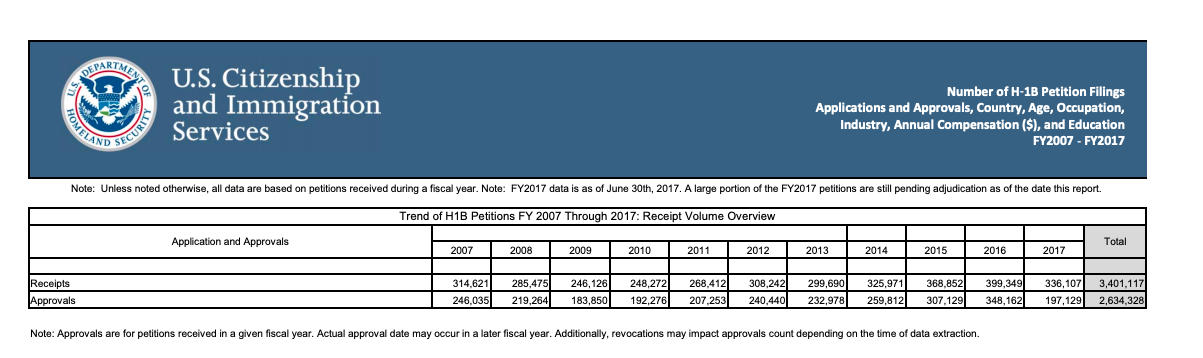 U.S. DEPARTMENT OF
HOMELAND SECURITY
U.S. Citizenship
and Immigration
Services
Number of H-1B Petition Filings
Applications and Approvals, Country, Age, Occupation,
Industry, Annual Compensation ($), and Education
FY2007 - FY2017
Note: Unless noted otherwise, all data are based on petitions received during a fiscal year. Note: FY2017 data is as of June 30th, 2017. A large portion of the FY2017 petitions are still pending adjudication as of the date this report.
Trend of H1B Petitions FY 2007 Through 2017: Receipt Volume Overview
Application and Approvals 2007 2008 2009 2010 2011 2012 2013 2014 2015 2016 2017 Total
Receipts 314,621 285,475 246,126 248,272 268,412 308,242 299,690 325,971 368,852 399,349 336,107 3,401,117
Approvals 246,035 219,264 183,850 192,276 207,253 240,440 232,978 259,812 307,129 348,162 197,129 2,634,328
Note: Approvals are for petitions received in a given fiscal year. Actual approval date may occur in a later fiscal year. Additionally, revocations may impact approvals count depending on the time of data extraction.